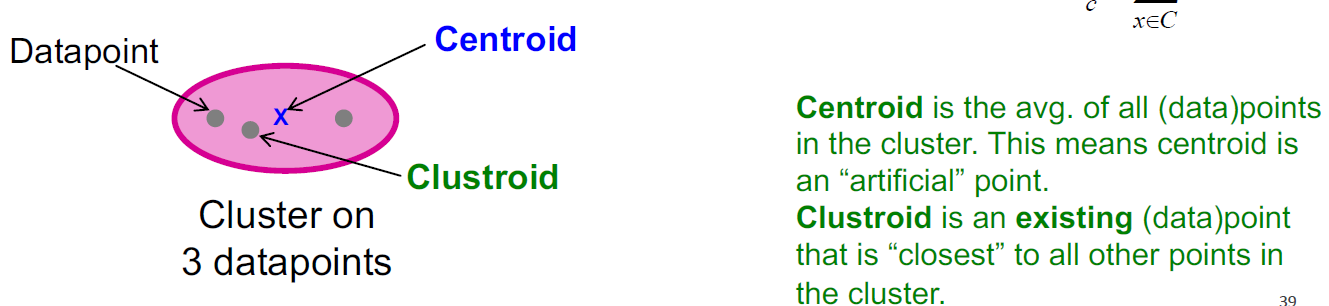 c
x∈C
Datapoint
Centroid
x
Clustroid
Cluster on
3 datapoints
Centroid is the avg. of all (data)points
in the cluster. This means centroid is
an “artificial” point.
Clustroid is an existing (data)point
that is “closest” to all other points in
the cluster.
39